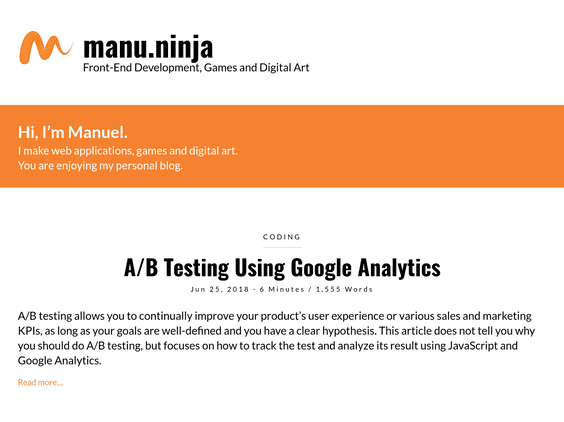 manu.ninja
Front-End Development, Games and Digital Art
Hi, I’m Manuel.
I make web applications, games and digital art.
You are enjoying my personal blog.
CODING
A/B Testing Using Google Analytics
Jun 25, 2018 - 6 Minutes / 1,555 Words
A/B testing allows you to continually improve your product’s user experience or various sales and marketing
KPIs, as long as your goals are well-defined and you have a clear hypothesis. This article does not tell you why
you should do A/B testing, but focuses on how to track the test and analyze its result using JavaScript and
Google Analytics.
Read more...